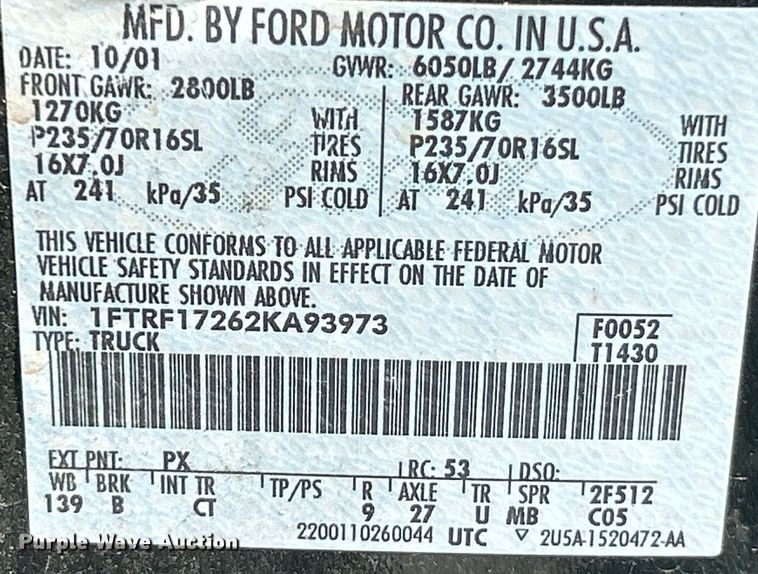 MFD. BY FORD MOTOR CO. IN U.S.A.
DATE: 10/01 GVWR: 6050LB/ 2744KG
FRONT GAWR: 2800LB REAR GAWR: 3500LB
1270KG WITH 1587KG WITH
P235/70R16SL TIRES P235/70R16SL TIRES
16X7.0J RIMS 16X7.0J RIMS
AT 241 kPa/35 PSI COLD AT 241 kPa/35 PSI COLD
THIS VEHICLE CONFORMS TO ALL APPLICABLE FEDERAL MOTOR
VEHICLE SAFETY STANDARDS IN EFFECT ON THE DATE OF
MANUFACTURE SHOWN ABOVE.
VIN: 1FTRF17262KA93973 F0052
TYPE: TRUCK T1430
EXT PNT: PX RC: 53 DSO:
WB BRK INT TR TP/PS R AXLE TR SPR 2F512
139 B CT 9 27 U MB C05
2200110260044 UTC ▽ 2U5A-1520472-AA
Purple Wave Auction